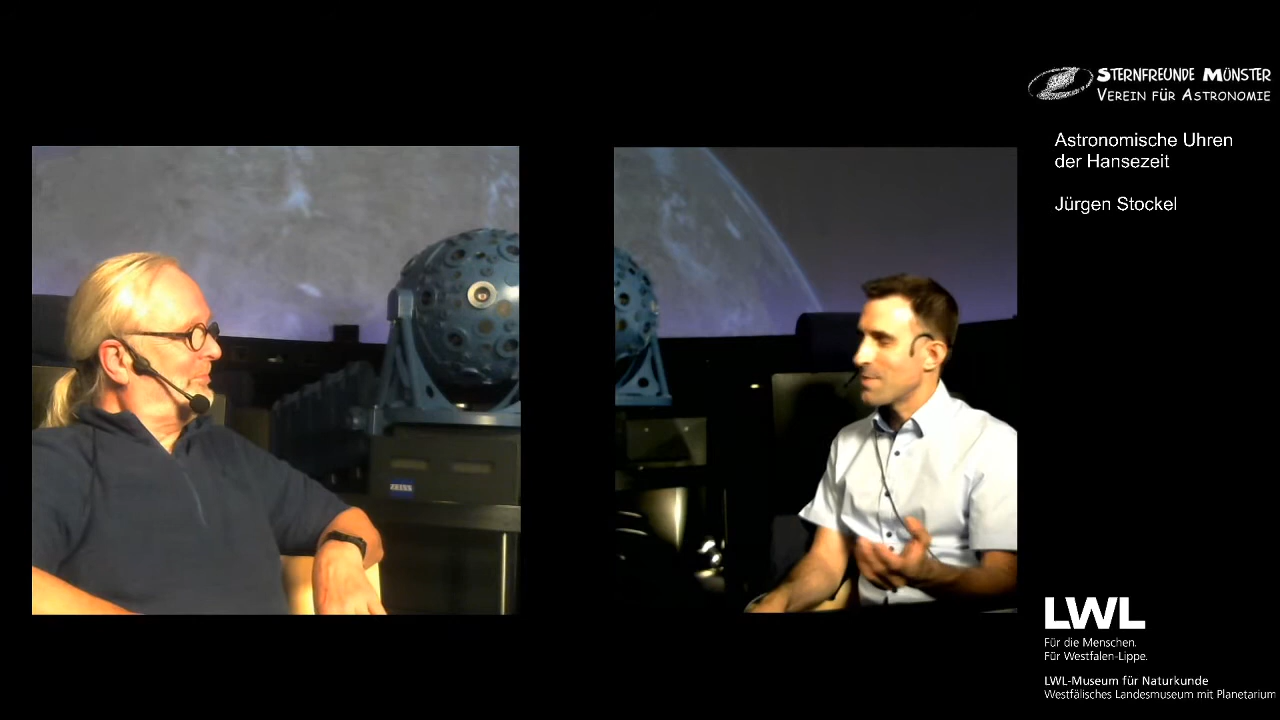 STERNFREUNDE MÜNSTER
VEREIN FÜR ASTRONOMIE
Astronomische Uhren
der Hansezeit
Jürgen Stockel
ZEISS
LWL
Für die Menschen.
Für Westfalen-Lippe.
LWL-Museum für Naturkunde
Westfälisches Landesmuseum mit Planetarium